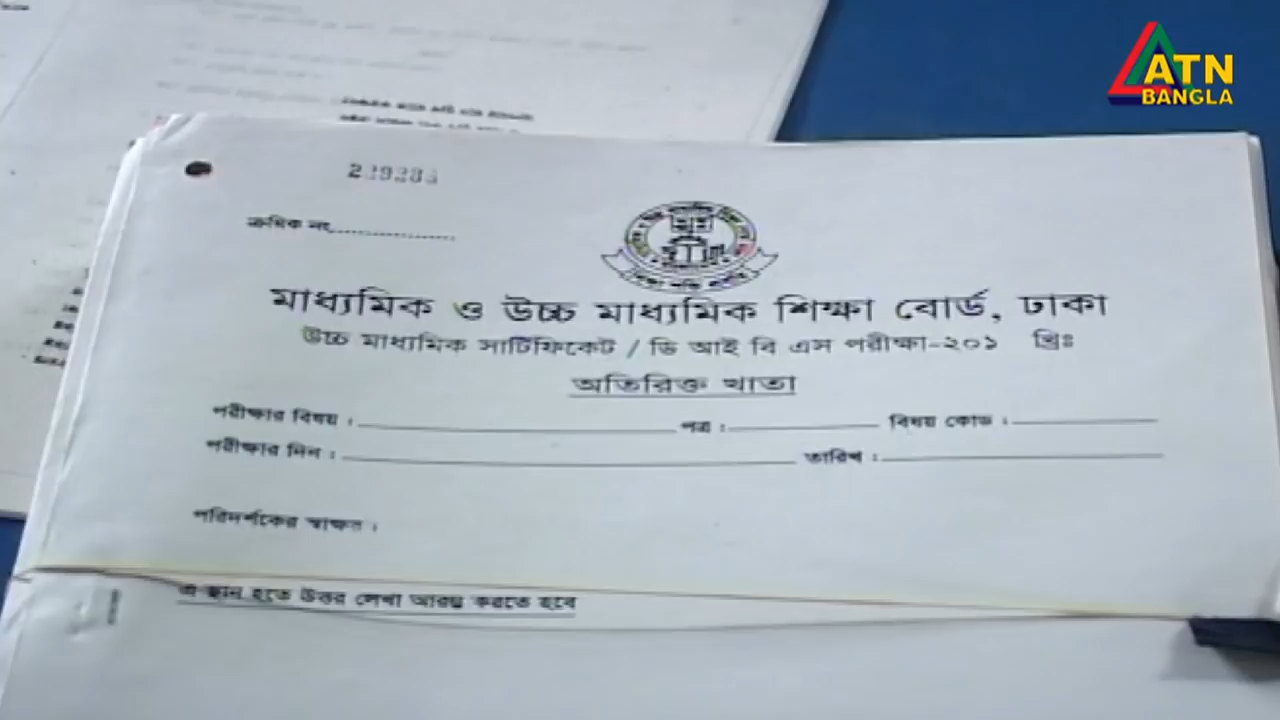 ATN
BANGLA
ক্রমিক নং
মাধ্যমিক ও উচ্চ মাধ্যমিক শিক্ষা বোর্ড, ঢাকা
উচ্চ মাধ্যমিক সার্টিফিকেট / ডি আই বি এস পরীক্ষা-২০১ খ্রিঃ
অতিরিক্ত খাতা
পরীক্ষার বিষয় : পত্র : বিষয় কোড :
পরীক্ষার দিন : তারিখ :
পরিদর্শকের স্বাক্ষর :
এ স্থান হতে উত্তর লেখা আরম্ভ করতে হবে